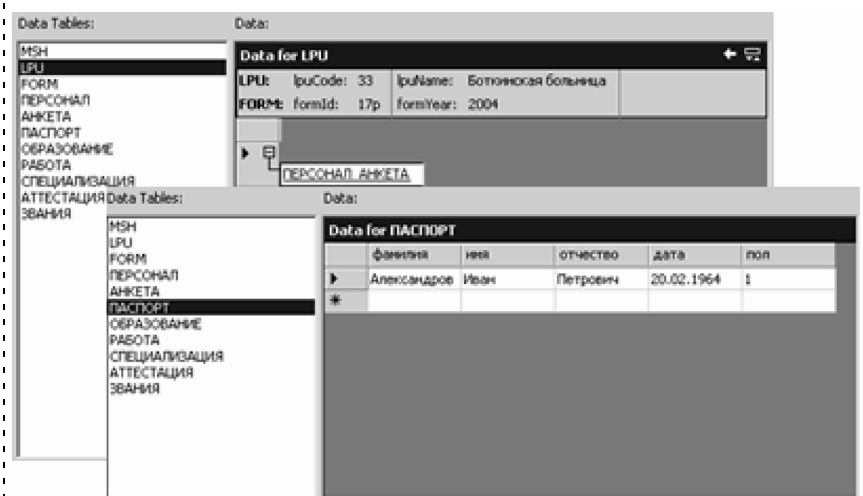 Data Tables:
MSH
LPU
FORM
ПЕРСОНАЛ
АНКЕТА
ПАСПОРТ
ОБРАЗОВАНИЕ
РАБОТА
СПЕЦИАЛИЗАЦИЯ
АТТЕСТАЦИЯ
ЗВАНИЯ
Data:
Data for LPU
LPU: lpuCode: 33 lpuName: Боткинская больница
FORM: formId: 17p formYear: 2004
ПЕРСОНАЛ_АНКЕТА
Data Tables:
MSH
LPU
FORM
ПЕРСОНАЛ
АНКЕТА
ПАСПОРТ
ОБРАЗОВАНИЕ
РАБОТА
СПЕЦИАЛИЗАЦИЯ
АТТЕСТАЦИЯ
ЗВАНИЯ
Data:
Data for ПАСПОРТ
фамилия имя отчество дата пол
Александров Иван Петрович 20.02.1964 1